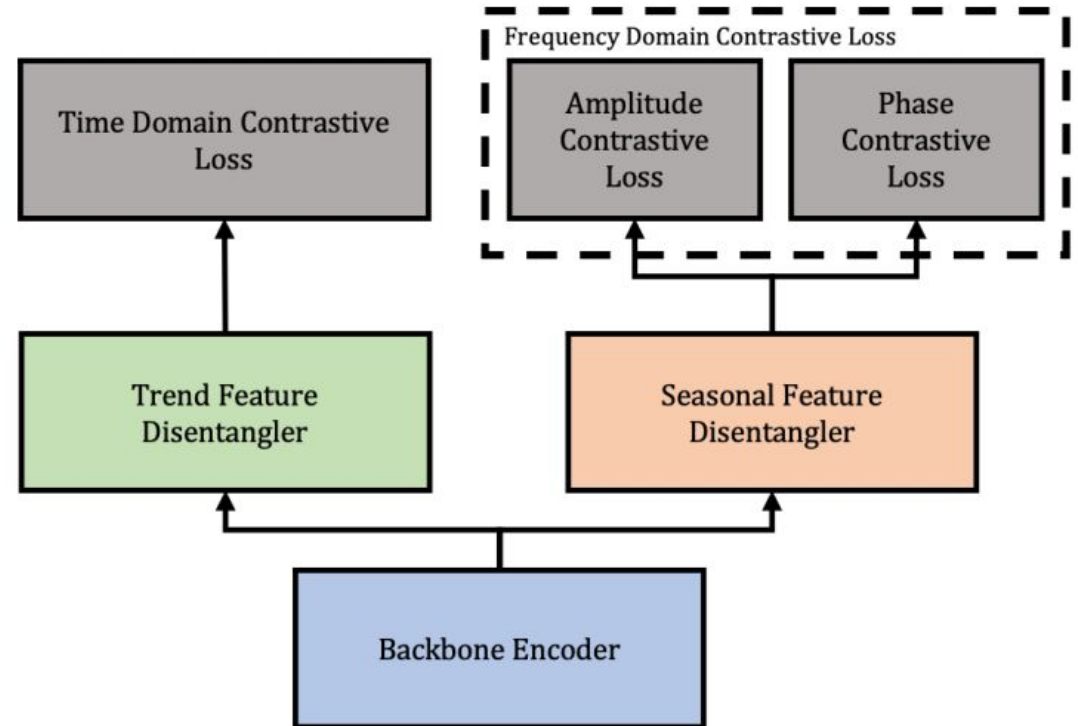 Frequency Domain Contrastive Loss
Time Domain Contrastive
Loss
Amplitude
Contrastive
Loss
Phase
Contrastive
Loss
Trend Feature
Disentangler
Seasonal Feature
Disentangler
Backbone Encoder